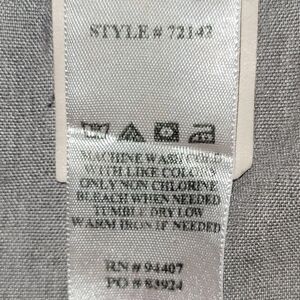 STYLE # 72142
MACHINE WASH COLD
WITH LIKE COLORS
ONLY NON CHLORINE
BLEACH WHEN NEEDED
TUMBLE DRY LOW
WARM IRON IF NEEDED
RN # 94407
PO # 83924